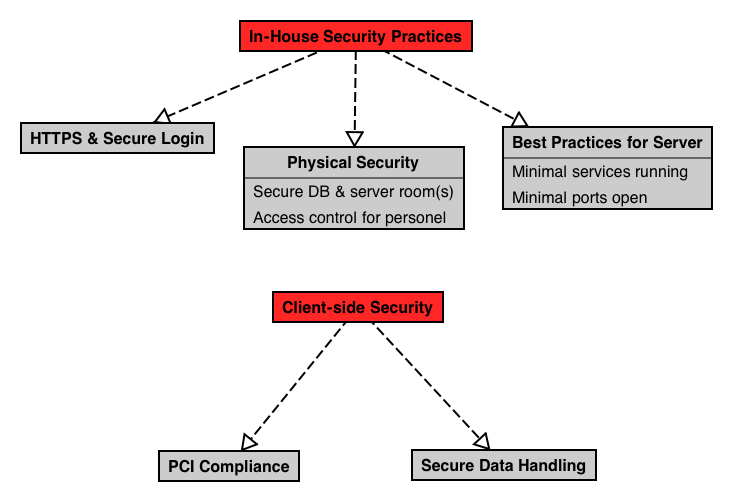 In-House Security Practices
HTTPS & Secure Login
Physical Security
Secure DB & server room(s)
Access control for personel
Best Practices for Server
Minimal services running
Minimal ports open
Client-side Security
PCI Compliance
Secure Data Handling